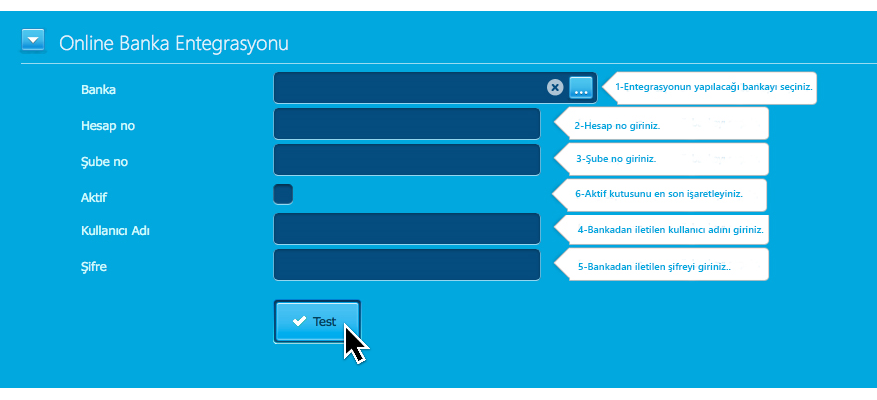 Online Banka Entegrasyonu
Banka
...
1-Entegrasyonun yapılacağı bankayı seçiniz.
Hesap no
2-Hesap no giriniz.
Şube no
3-Şube no giriniz.
Aktif
6-Aktif kutusunu en son işaretleyiniz.
Kullanıcı Adı
4-Bankadan iletilen kullanıcı adını giriniz.
Şifre
5-Bankadan iletilen şifreyi giriniz..
Test